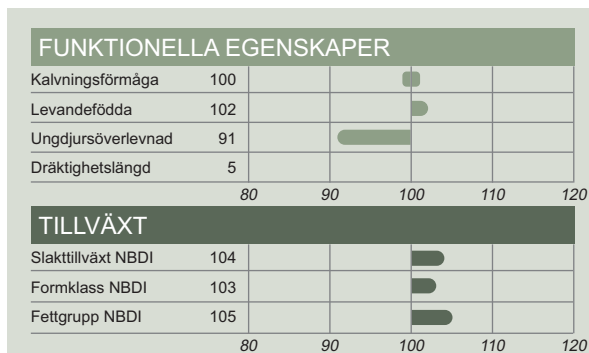 FUNKTIONELLA EGENSKAPER
Kalvningsförmåga 100
Levandefödda 102
Ungdjursöverlevnad 91
Dräktighetslängd 5
80 90 100 110 120
TILLVÄXT
Slakttillväxt NBDI 104
Formklass NBDI 103
Fettgrupp NBDI 105
80 90 100 110 120